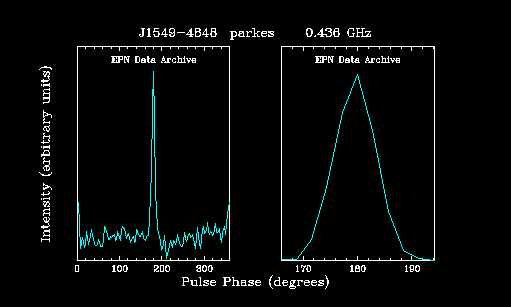 J1549-4848 parkes 0.436 GHz
EPN Data Archive EPN Data Archive
Intensity (arbitrary units)
0 100 200 300 170 180 190
Pulse Phase (degrees)